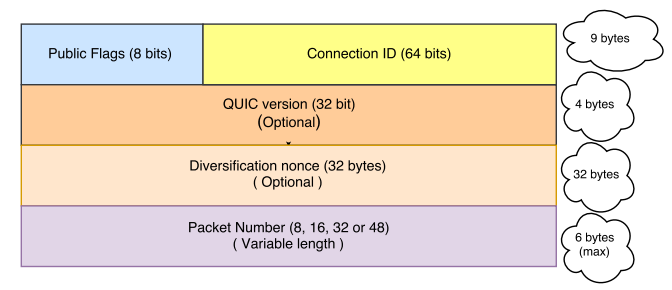 Public Flags (8 bits)
Connection ID (64 bits)
9 bytes
QUIC version (32 bit)
(Optional)
4 bytes
Diversification nonce (32 bytes)
( Optional )
32 bytes
Packet Number (8, 16, 32 or 48)
( Variable length )
6 bytes
(max)